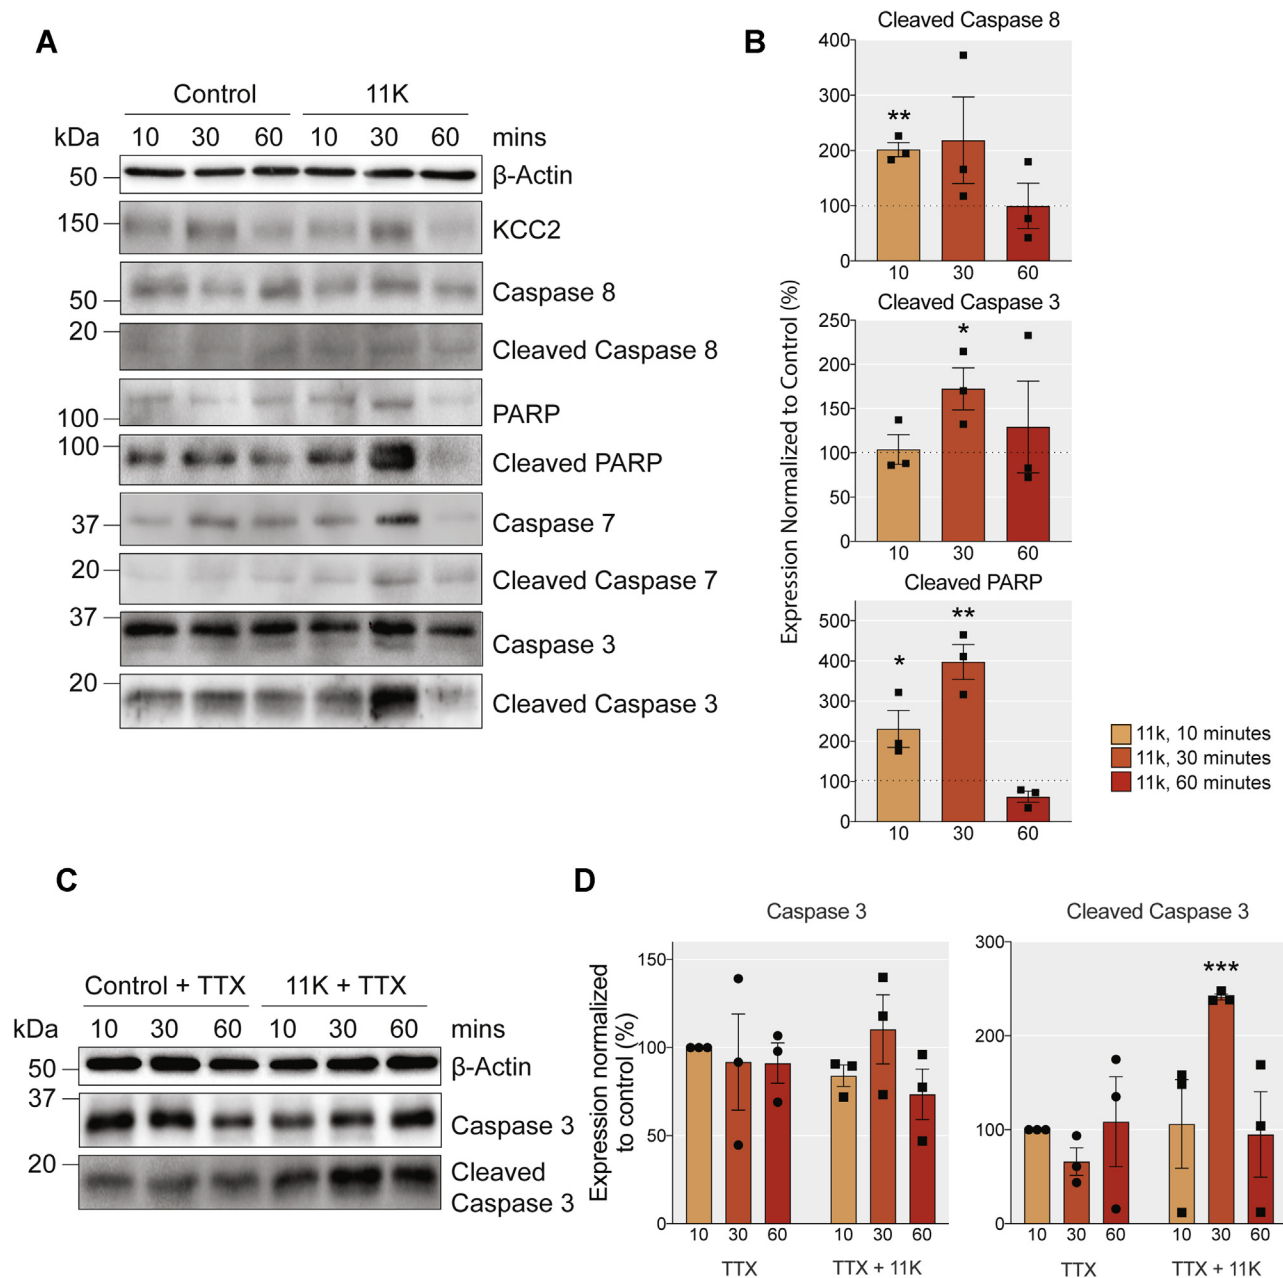 A
Control 11K
kDa 10 30 60 10 30 60 mins
50 β-Actin
150 KCC2
50 Caspase 8
20 Cleaved Caspase 8
100 PARP
100 Cleaved PARP
37 Caspase 7
20 Cleaved Caspase 7
37 Caspase 3
20 Cleaved Caspase 3
B
Expression Normalized to Control (%)
Cleaved Caspase 8
400
300
200
100
0
**
10 30 60
Cleaved Caspase 3
250
200
150
100
50
0
*
10 30 60
Cleaved PARP
500
400
300
200
100
0
* **
10 30 60
11k, 10 minutes
11k, 30 minutes
11k, 60 minutes
C
Control + TTX 11K + TTX
kDa 10 30 60 10 30 60 mins
50 β-Actin
37 Caspase 3
20 Cleaved
Caspase 3
D
Expression normalized
to control (%)
Caspase 3
150
100
50
0
10 30 60 10 30 60
TTX TTX + 11K
Cleaved Caspase 3
300
200
100
0
***
10 30 60 10 30 60
TTX TTX + 11K